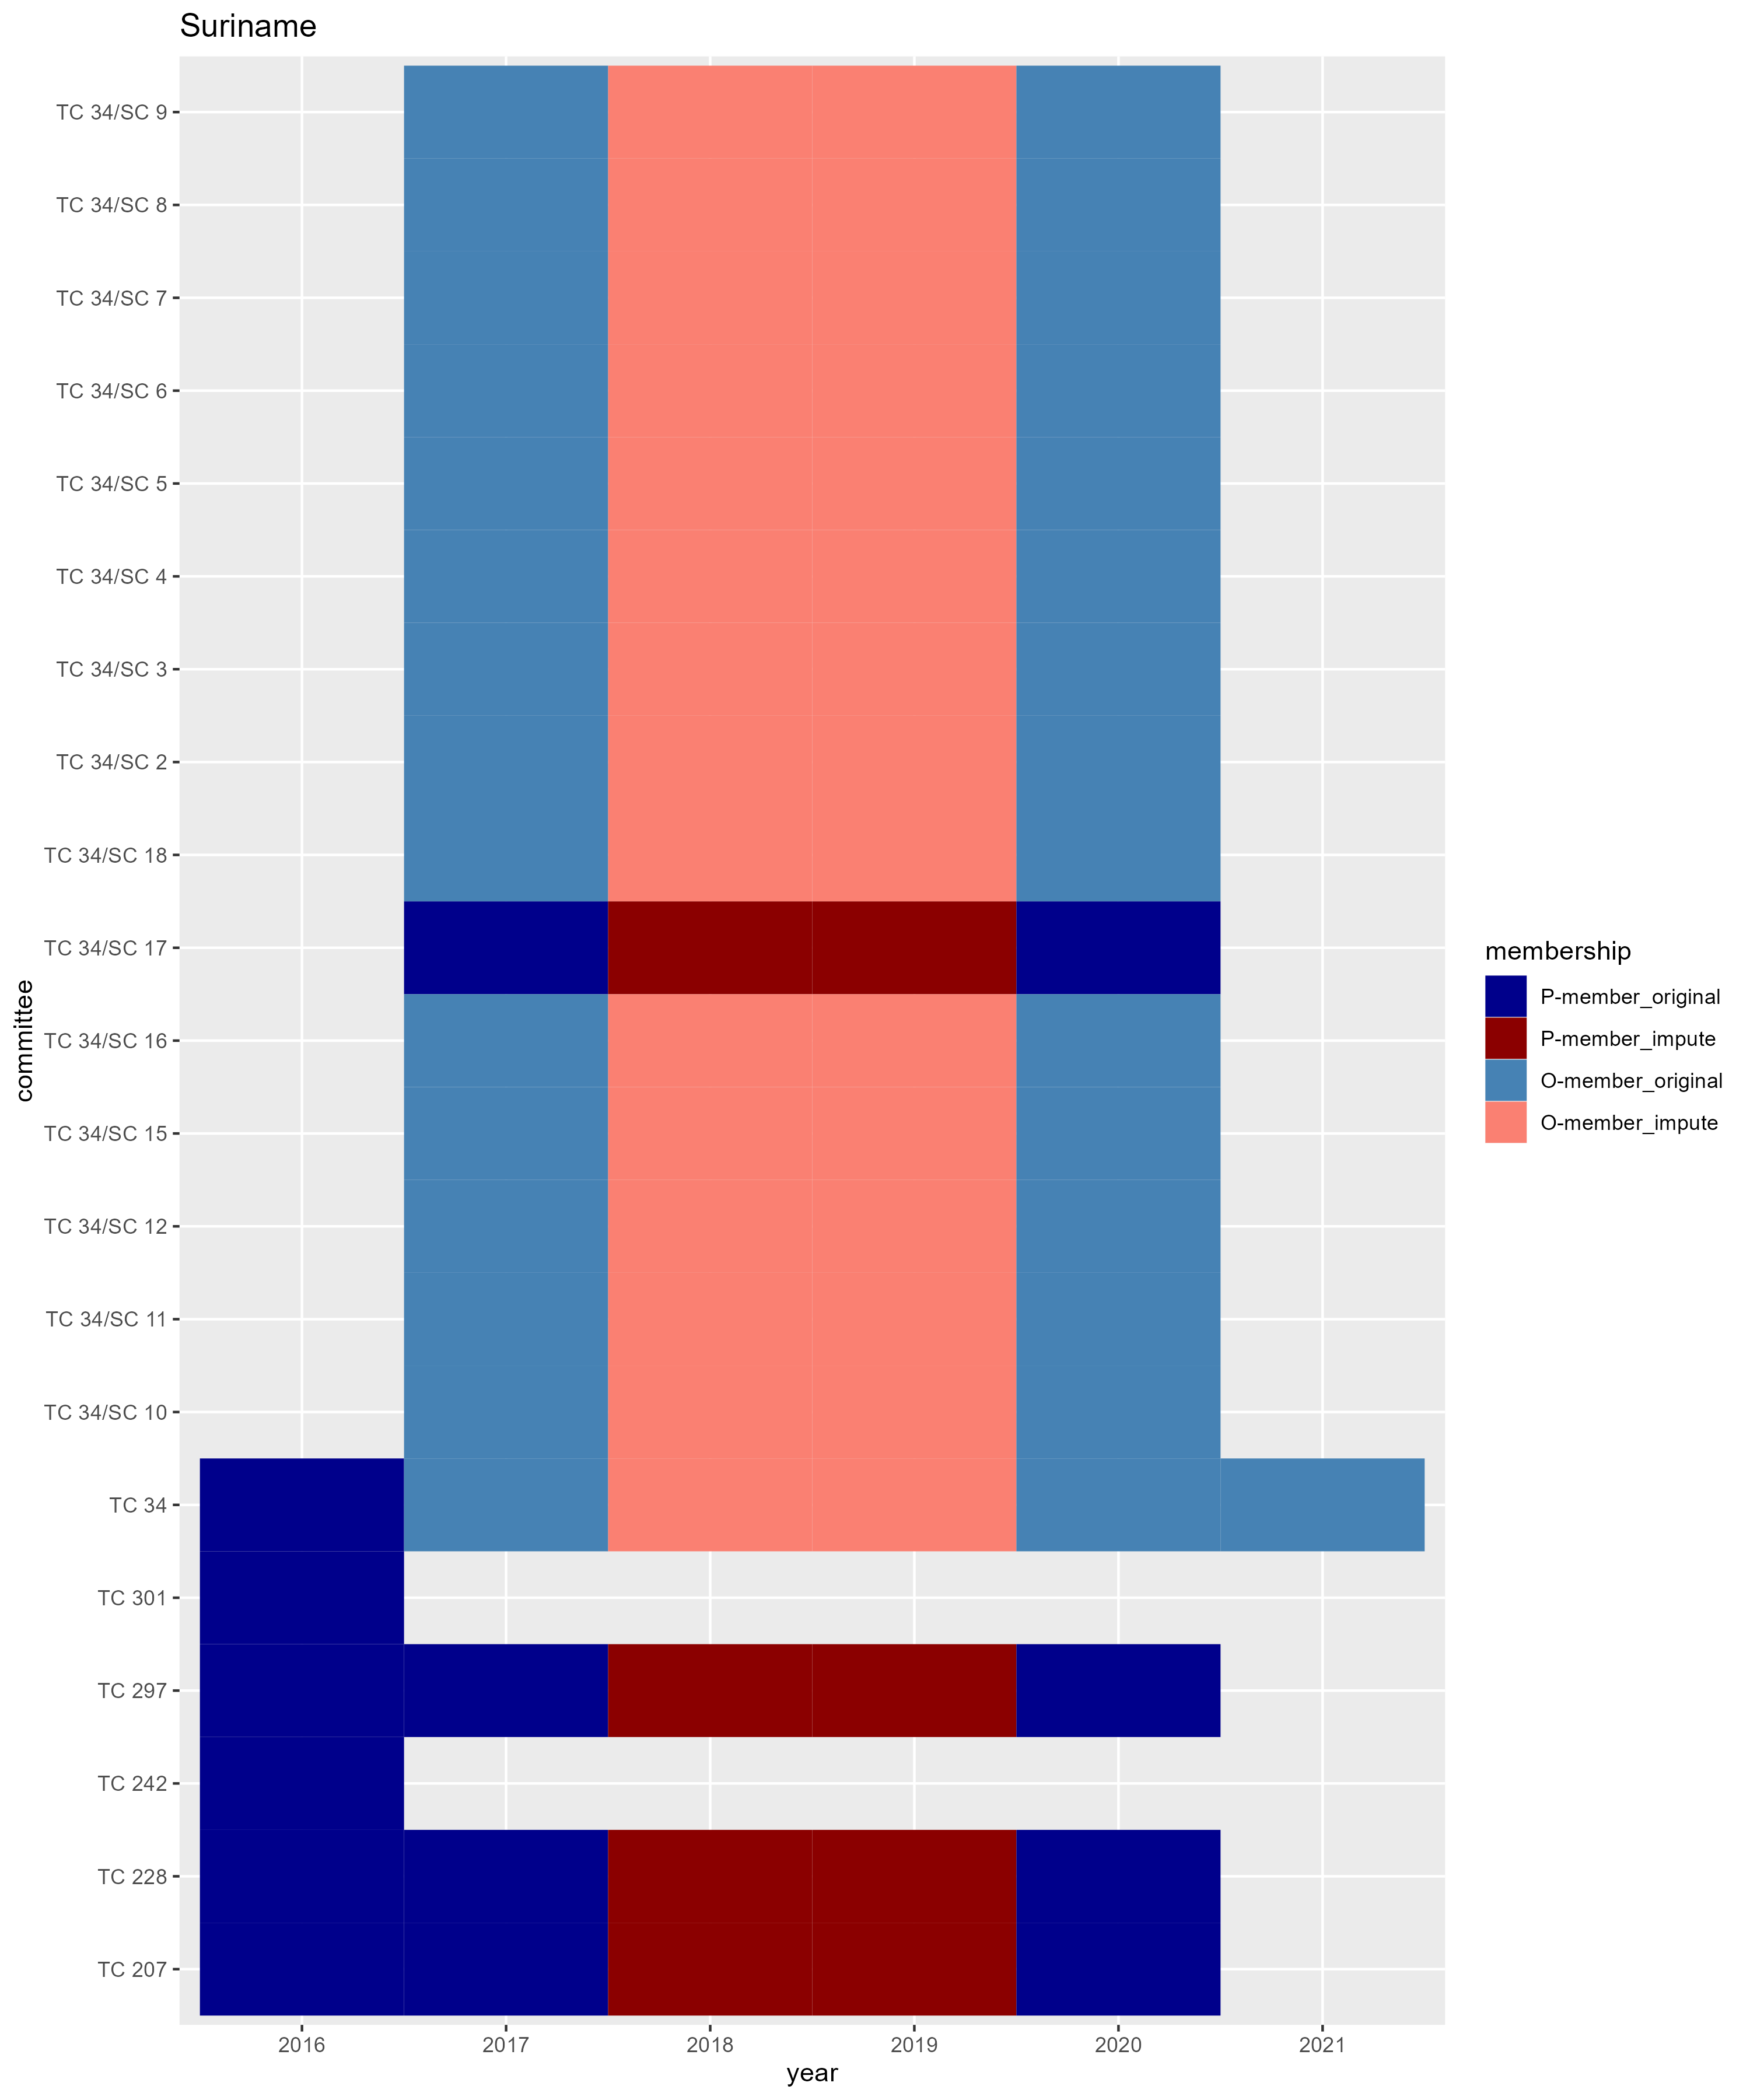 Suriname
committee
TC 34/SC 9
TC 34/SC 8
TC 34/SC 7
TC 34/SC 6
TC 34/SC 5
TC 34/SC 4
TC 34/SC 3
TC 34/SC 2
TC 34/SC 18
TC 34/SC 17
TC 34/SC 16
TC 34/SC 15
TC 34/SC 12
TC 34/SC 11
TC 34/SC 10
TC 34
TC 301
TC 297
TC 242
TC 228
TC 207
2016 2017 2018 2019 2020 2021
year
membership
P-member_original
P-member_impute
O-member_original
O-member_impute